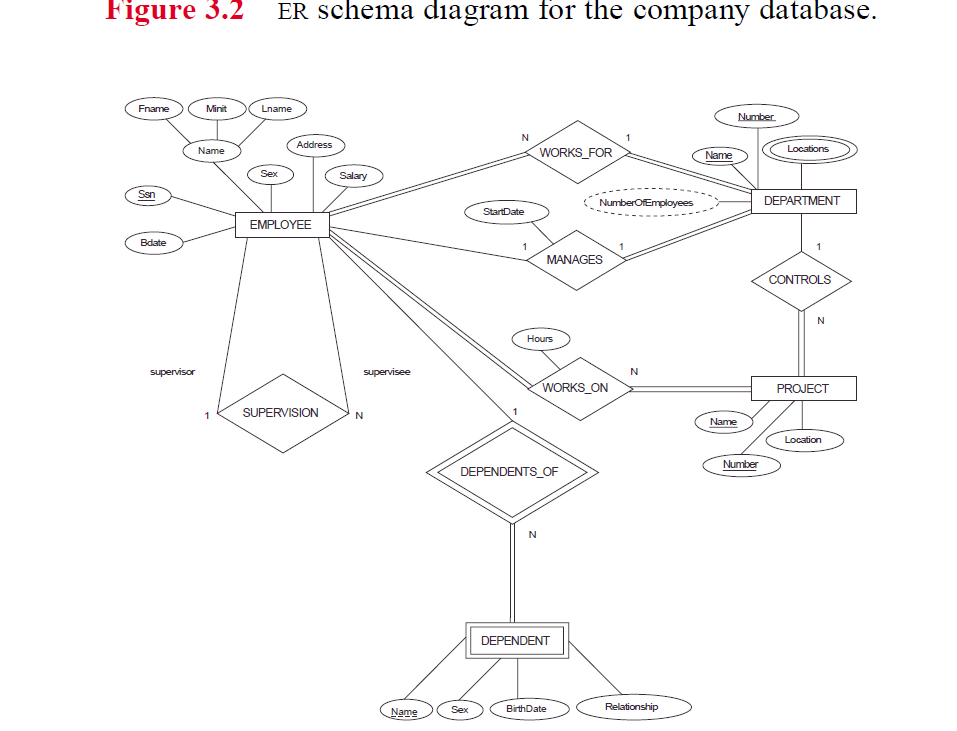 Figure 3.2 ER schema diagram for the company database.
Fname
Minit
Lname
Number
Name
Address
N
WORKS_FOR
1
Name
Locations
Sex
Salary
Ssn
StartDate
NumberOfEmployees
DEPARTMENT
EMPLOYEE
Bdate
1
MANAGES
1
1
CONTROLS
N
Hours
supervisor
supervisee
WORKS_ON
N
PROJECT
1
SUPERVISION
N
1
Name
Location
DEPENDENTS_OF
Number
N
DEPENDENT
Name
Sex
BirthDate
Relationship